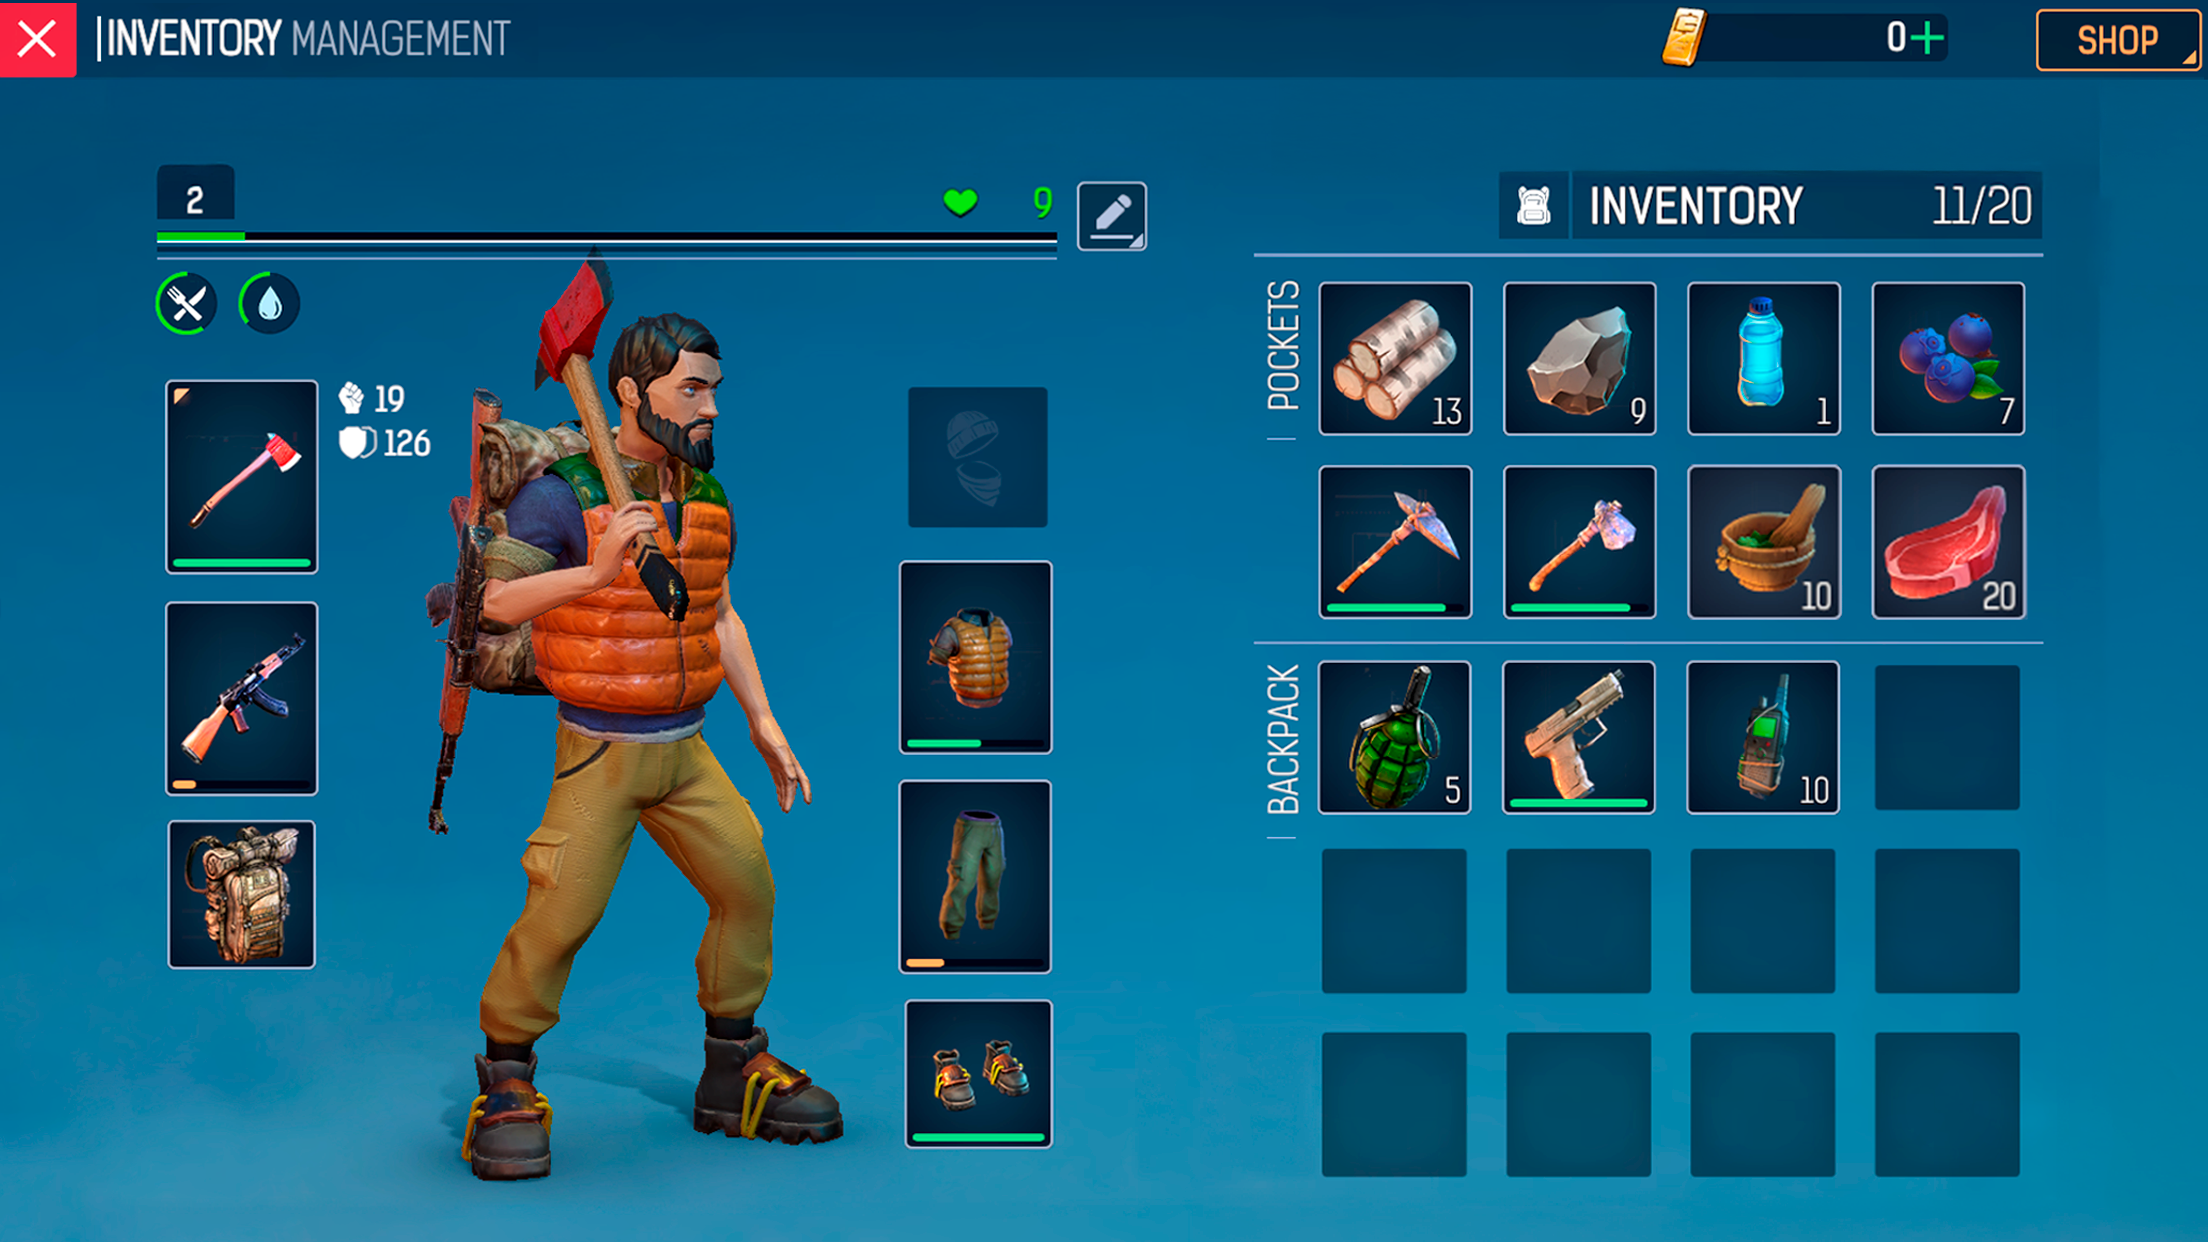 INVENTORY MANAGEMENT
0+
SHOP
2
9
INVENTORY 11/20
19
126
POCKETS
13
9
1
7
10
20
BACKPACK
5
10